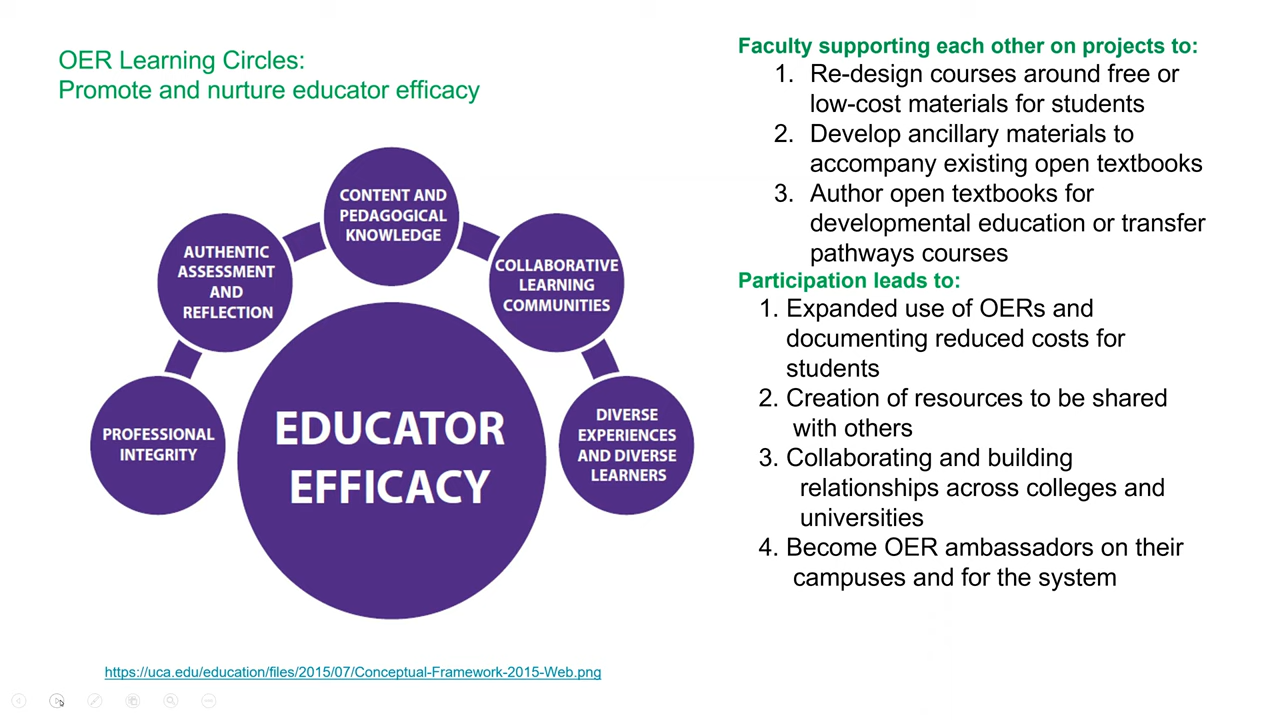 OER Learning Circles:
Promote and nurture educator efficacy
CONTENT AND
PEDAGOGICAL
KNOWLEDGE
AUTHENTIC
ASSESSMENT
AND
REFLECTION
COLLABORATIVE
LEARNING
COMMUNITIES
PROFESSIONAL
INTEGRITY
EDUCATOR
EFFICACY
DIVERSE
EXPERIENCES
AND DIVERSE
LEARNERS
https://uca.edu/education/files/2015/07/Conceptual-Framework-2015-Web.png
Faculty supporting each other on projects to:
1. Re-design courses around free or
low-cost materials for students
2. Develop ancillary materials to
accompany existing open textbooks
3. Author open textbooks for
developmental education or transfer
pathways courses
Participation leads to:
1. Expanded use of OERs and
documenting reduced costs for
students
2. Creation of resources to be shared
with others
3. Collaborating and building
relationships across colleges and
universities
4. Become OER ambassadors on their
campuses and for the system